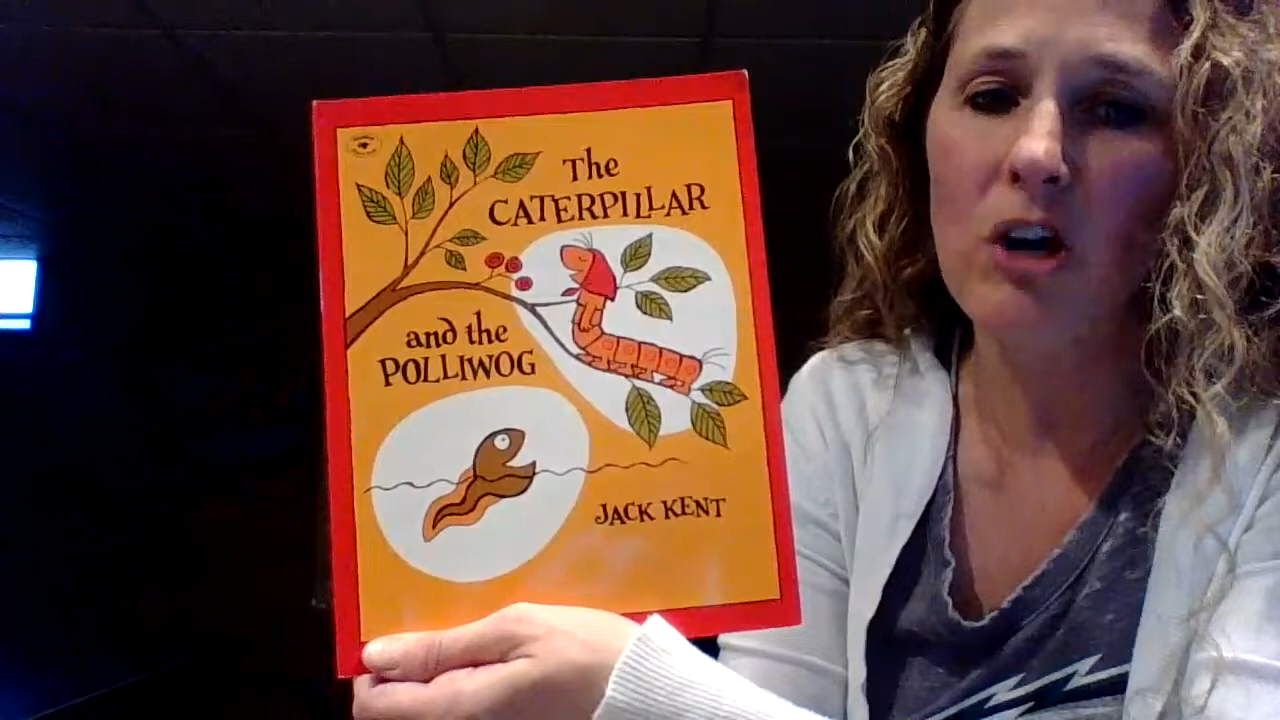 The
CATERPILLAR
and the
POLLIWOG
JACK KENT